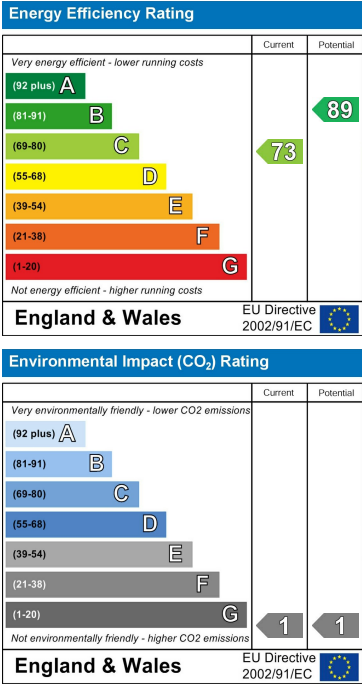 Energy Efficiency Rating
Current Potential
Very energy efficient - lower running costs
(92 plus) A
(81-91) B
89
(69-80) C
73
(55-68) D
(39-54) E
(21-38) F
(1-20) G
Not energy efficient - higher running costs
England & Wales
EU Directive
2002/91/EC
Environmental Impact (CO₂) Rating
Current Potential
Very environmentally friendly - lower CO2 emissions
(92 plus) A
(81-91) B
(69-80) C
(55-68) D
(39-54) E
(21-38) F
(1-20) G
1 1
Not environmentally friendly - higher CO2 emissions
England & Wales
EU Directive
2002/91/EC